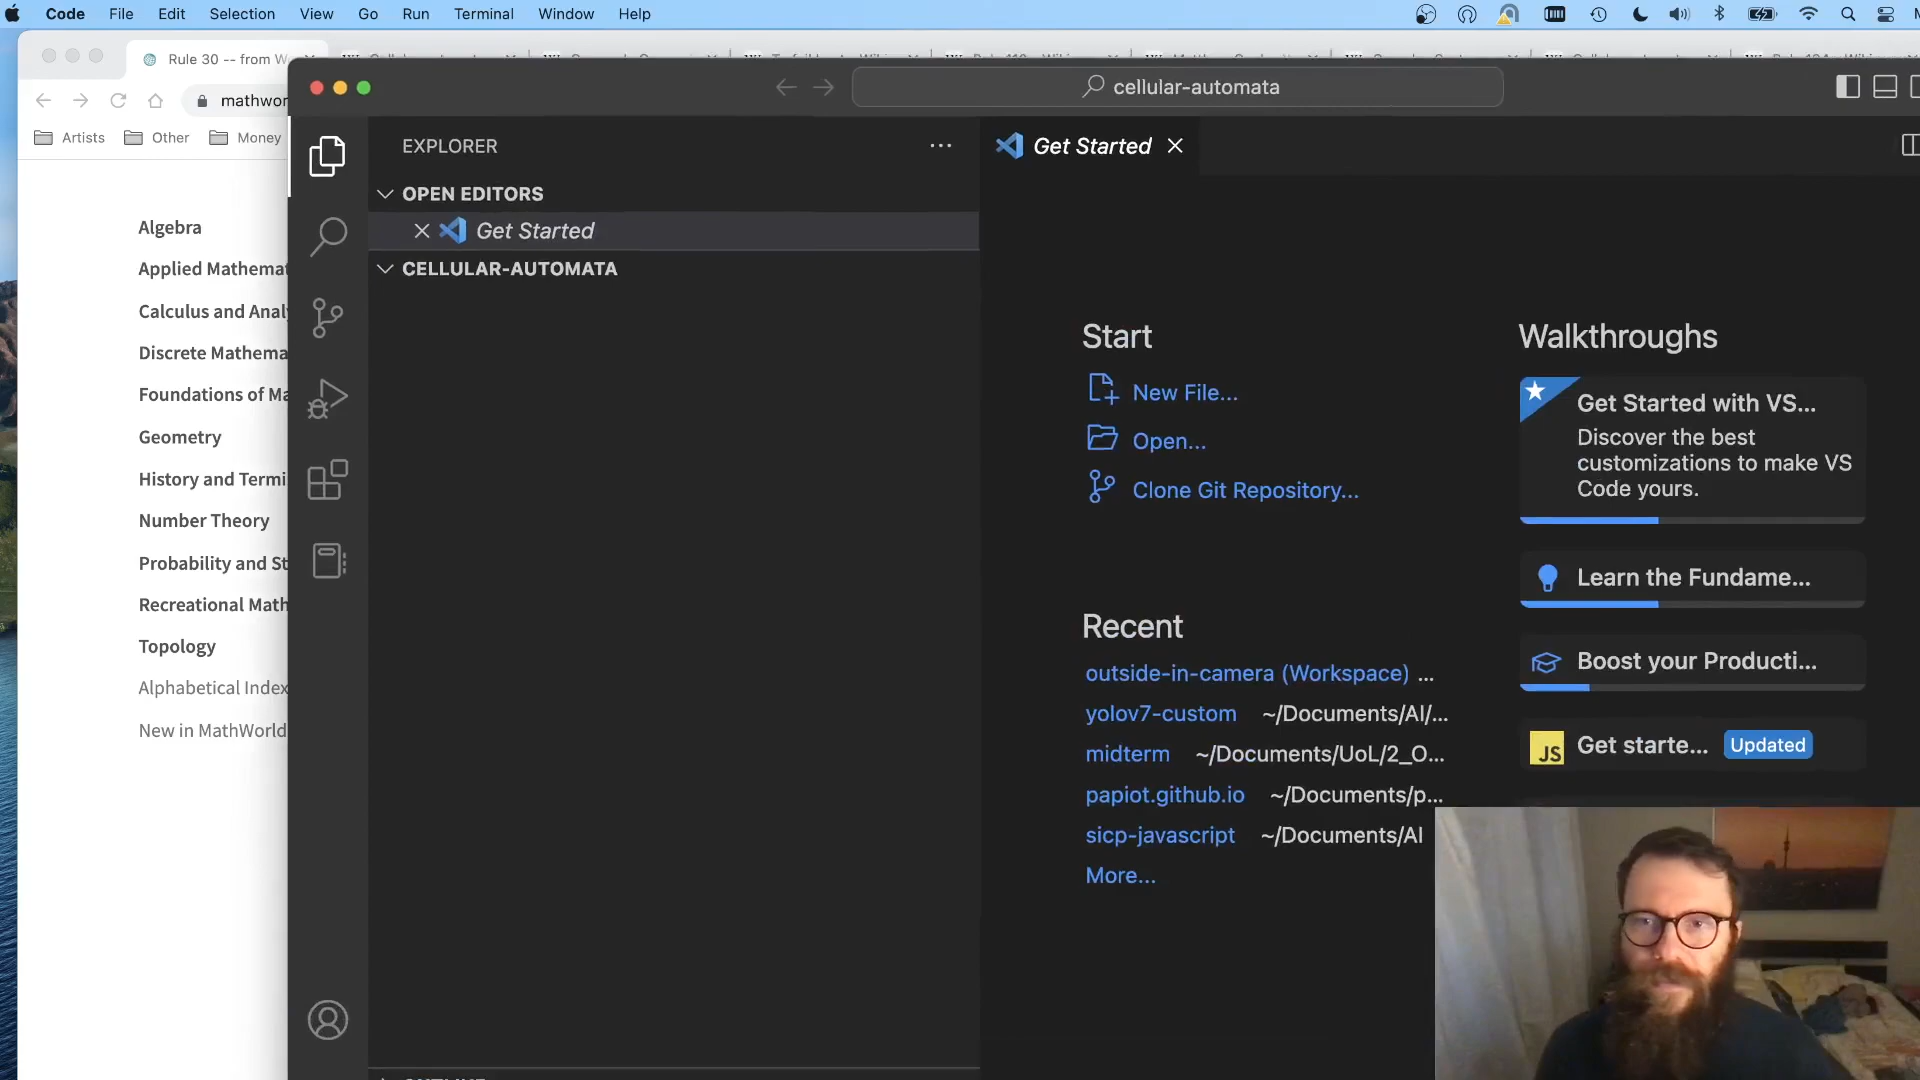 Code File Edit Selection View Go Run Terminal Window Help
Rule 30 -- from W
cellular-automata
mathwor
Artists Other Money
EXPLORER
Get Started
OPEN EDITORS
Get Started
CELLULAR-AUTOMATA
Algebra
Applied Mathemat
Calculus and Analy
Discrete Mathema
Foundations of Ma
Geometry
History and Termi
Number Theory
Probability and St
Recreational Math
Topology
Alphabetical Index
New in MathWorld
Start
New File...
Open...
Clone Git Repository...
Recent
outside-in-camera (Workspace) ...
yolov7-custom ~/Documents/AI/...
midterm ~/Documents/UoL/2_O...
papiot.github.io ~/Documents/p...
sicp-javascript ~/Documents/AI
More...
Walkthroughs
Get Started with VS...
Discover the best
customizations to make VS
Code yours.
Learn the Fundame...
Boost your Producti...
JS Get starte... Updated